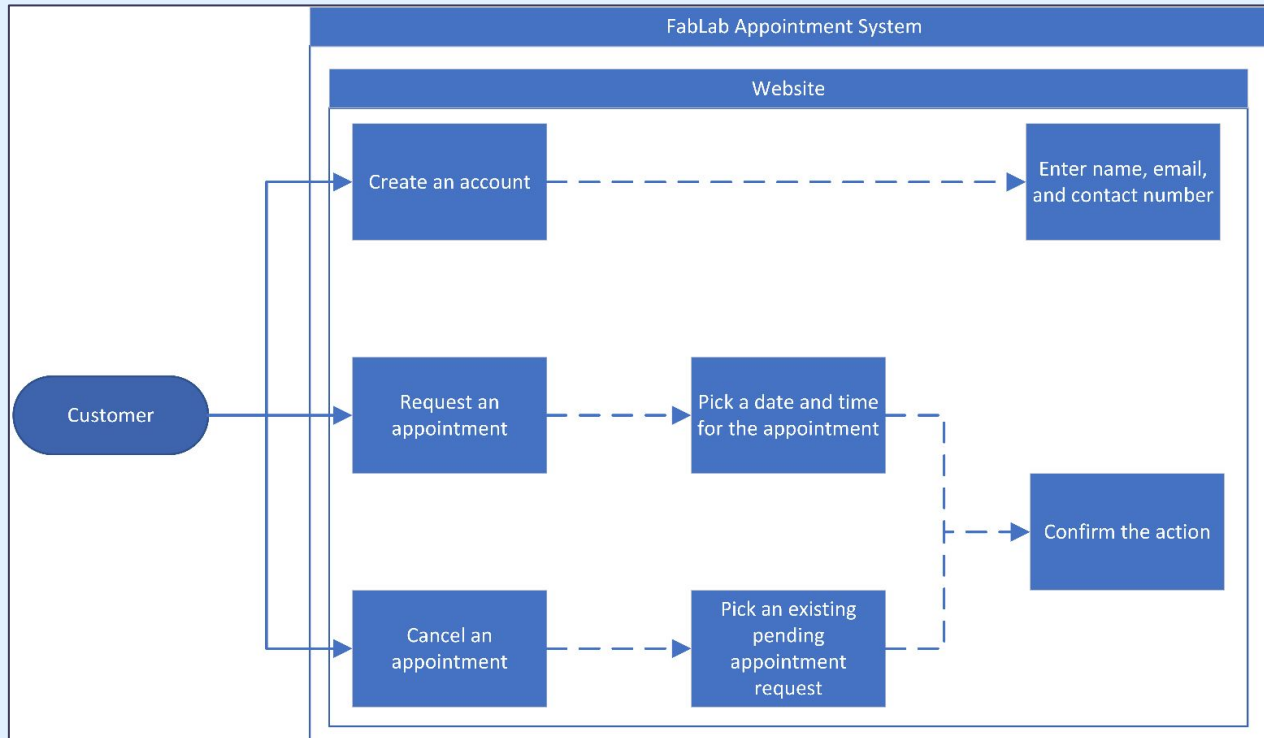 FabLab Appointment System
Website
Create an account
Enter name, email,
and contact number
Customer
Request an
appointment
Pick a date and time
for the appointment
Confirm the action
Cancel an
appointment
Pick an existing
pending
appointment
request